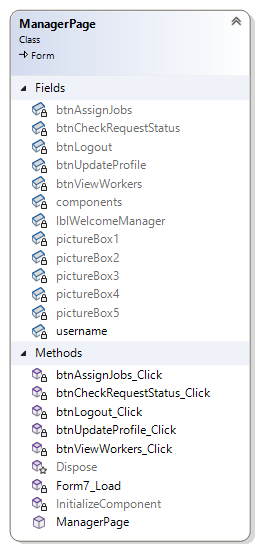 ManagerPage
Class
Form
Fields
btnAssignJobs
btnCheckRequestStatus
btnLogout
btnUpdateProfile
btnViewWorkers
components
lblWelcomeManager
pictureBox1
pictureBox2
pictureBox3
pictureBox4
pictureBox5
username
Methods
btnAssignJobs_Click
btnCheckRequestStatus_Click
btnLogout_Click
btnUpdateProfile_Click
btnViewWorkers_Click
Dispose
Form7_Load
InitializeComponent
ManagerPage